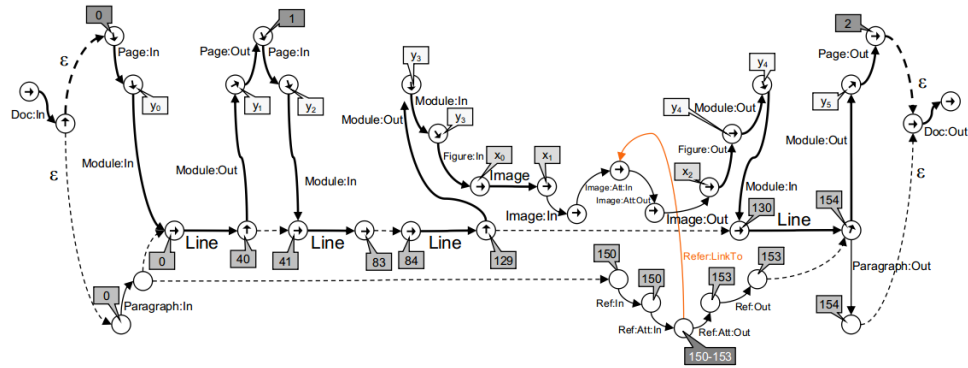 0
1
2
ε
ε
Page:In
Page:Out
Page:In
y3
y4
Page:Out
Doc:In
y0
y1
y2
Module:In
y3
y4
Module:Out
y5
Doc:Out
Module:Out
Figure:In
x0
Image
x1
Figure:Out
x2
Module:Out
Module:In
Module:Out
Module:In
Image:Att:In
Image:Att:Out
Image:In
Image:Out
Module:In
ε
ε
Line
Line
Line
Line
0
40
41
83
84
129
130
154
Refer:LinkTo
0
Paragraph:In
150
150
153
153
Paragraph:Out
Ref:In
Ref:Att:In
Ref:Att:Out
Ref:Out
154
150-153